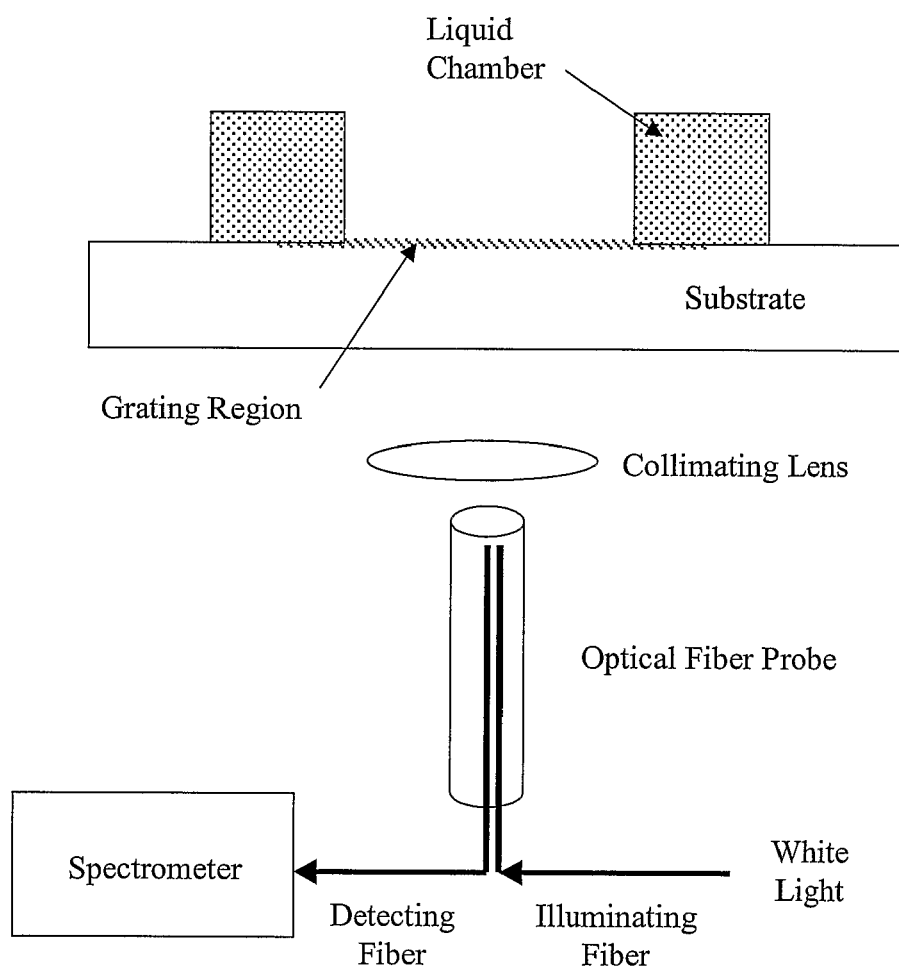 Liquid
Chamber
Substrate
Grating Region
Collimating Lens
Optical Fiber Probe
Spectrometer
White
Light
Detecting
Fiber
Illuminating
Fiber